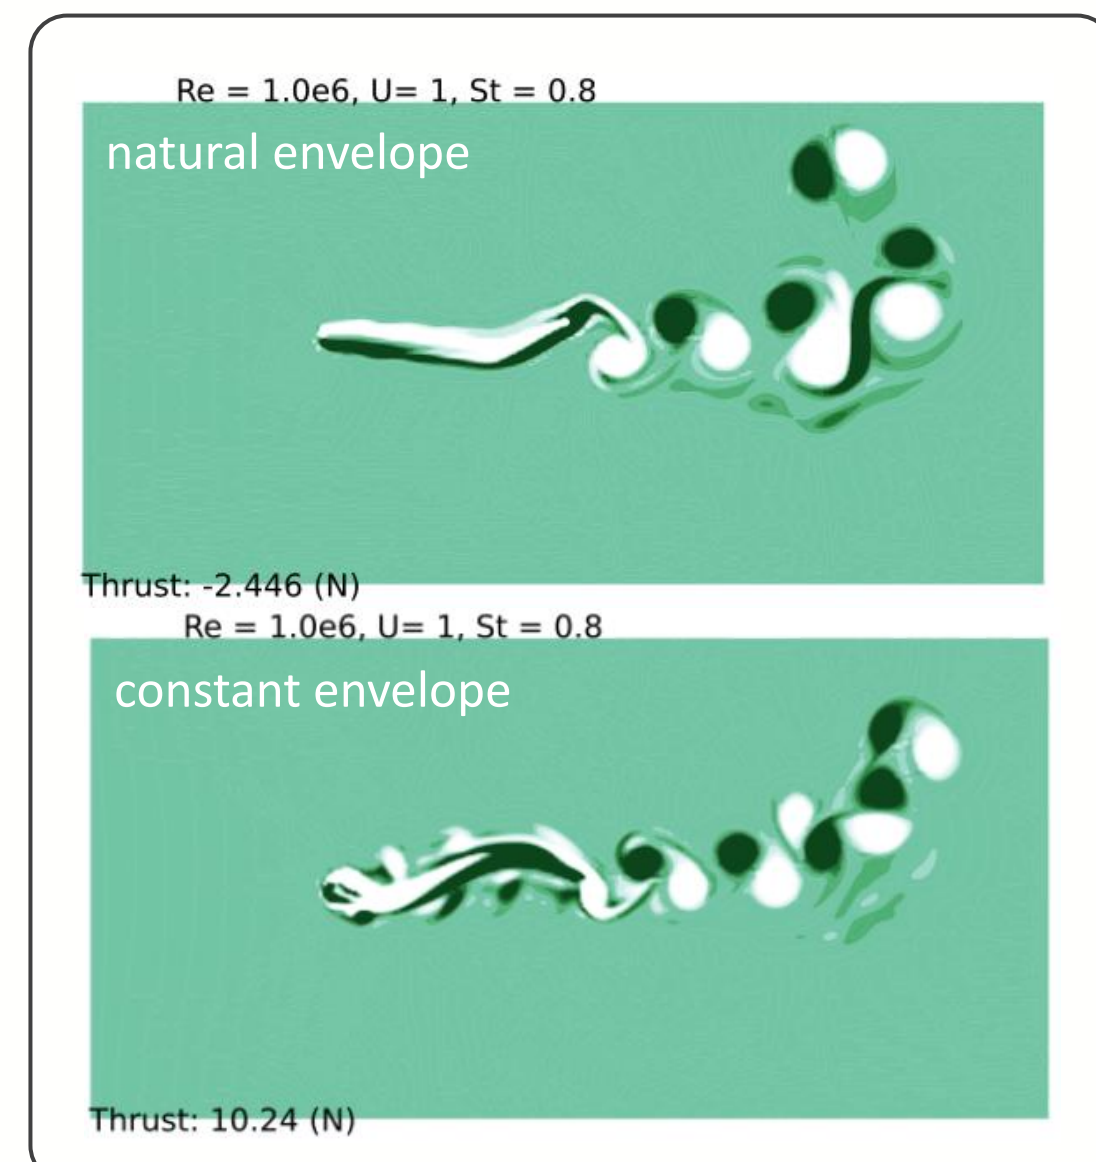 Re = 1.0e6, U= 1, St = 0.8
natural envelope
Thrust: -2.446 (N)
Re = 1.0e6, U= 1, St = 0.8
constant envelope
Thrust: 10.24 (N)